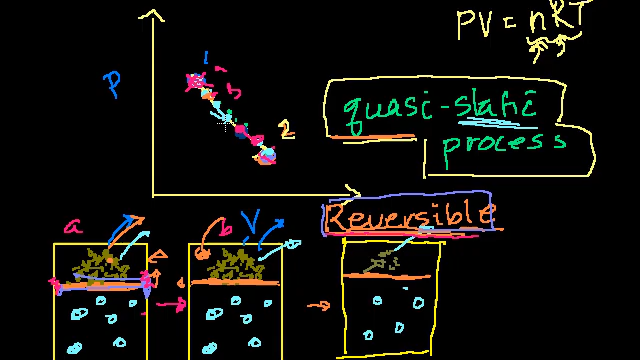 PV = nRT
P
1
a
b
2
quasi-static
process
Reversible
a
b
V